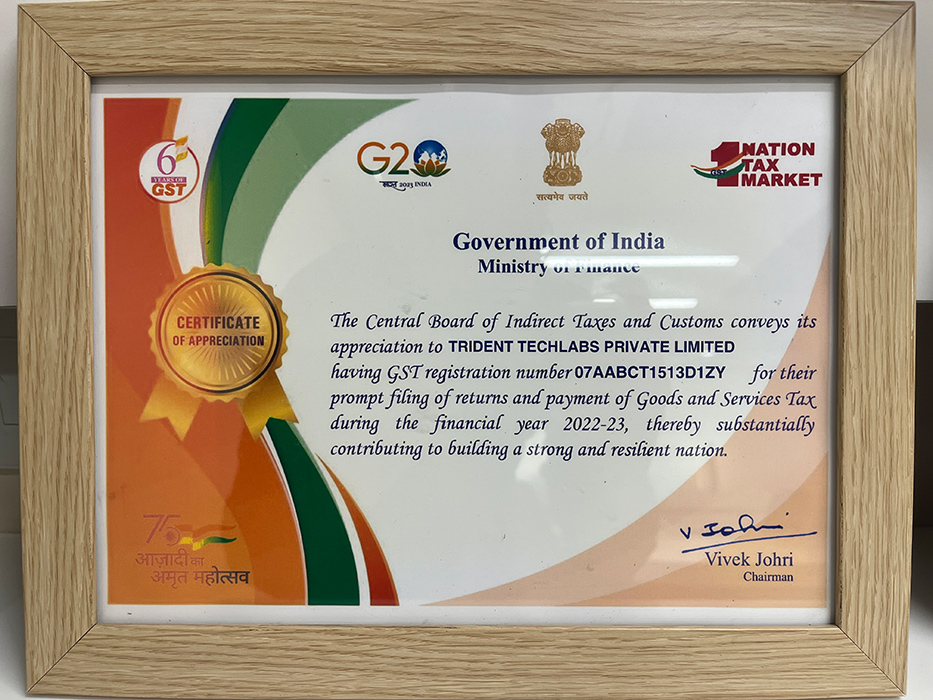 6
YEARS OF
GST
G20
2023 INDIA
सत्यमेव जयते
1 NATION
TAX
MARKET
GST
Government of India
Ministry of Finance
CERTIFICATE
OF APPRECIATION
The Central Board of Indirect Taxes and Customs conveys its
appreciation to TRIDENT TECHLABS PRIVATE LIMITED
having GST registration number 07AABCT1513D1ZY for their
prompt filing of returns and payment of Goods and Services Tax
during the financial year 2022-23, thereby substantially
contributing to building a strong and resilient nation.
75
आज़ादी का
अमृत महोत्सव
V Johri
Vivek Johri
Chairman